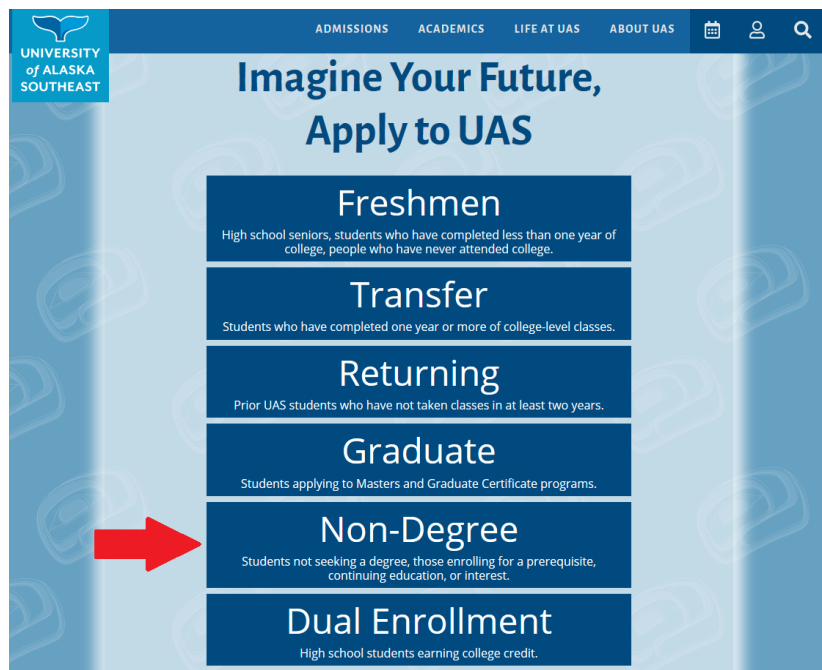 UNIVERSITY
of ALASKA
SOUTHEAST
ADMISSIONS ACADEMICS LIFE AT UAS ABOUT UAS
Imagine Your Future,
Apply to UAS
Freshmen
High school seniors, students who have completed less than one year of
college, people who have never attended college.
Transfer
Students who have completed one year or more of college-level classes.
Returning
Prior UAS students who have not taken classes in at least two years.
Graduate
Students applying to Masters and Graduate Certificate programs.
Non-Degree
Students not seeking a degree, those enrolling for a prerequisite,
continuing education, or interest.
Dual Enrollment
High school students earning college credit.